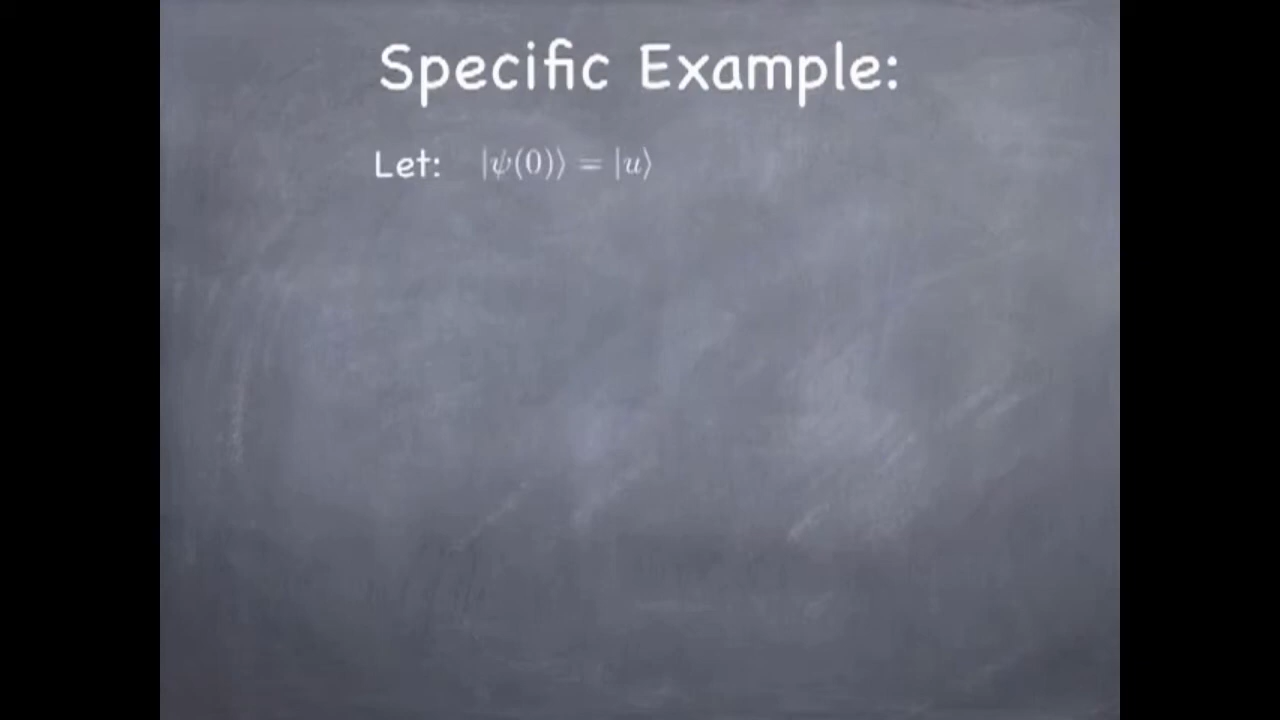 Specific Example:
Let: |ψ(0)⟩ = |u⟩